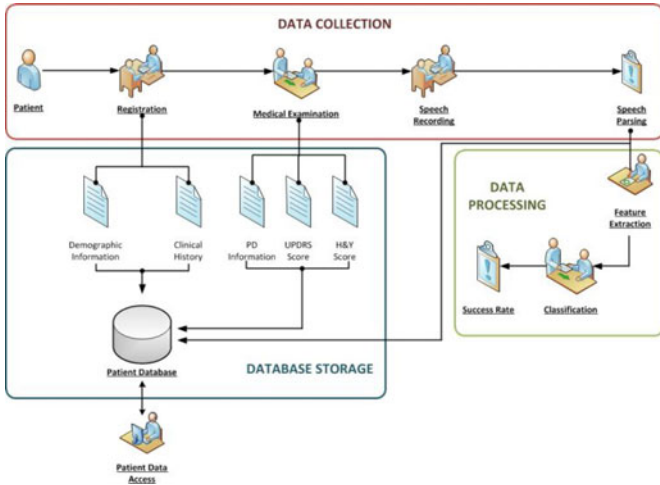 DATA COLLECTION
Patient
Registration
Medical Examination
Speech
Recording
Speech
Parsing
DATA
PROCESSING
Feature
Extraction
Demographic
Information
Clinical
History
PD
Information
UPDRS
Score
H&Y
Score
Success Rate
Classification
Patient Database
DATABASE STORAGE
Patient Data
Access